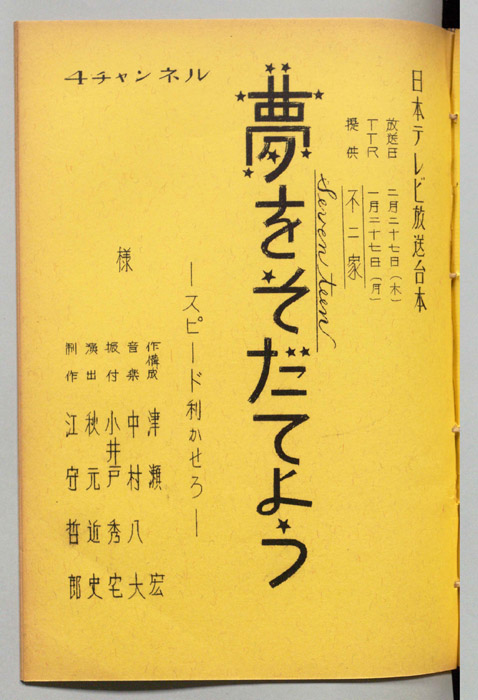 日本テレビ放送台本
放送日 二月二十七日(木)
TTR 一月二十七日(月)
提供 不二家
Seventeen
夢をそだてよう
―スピード利かせろ―
4チャンネル
様
作構成 津瀬宏
音楽 中村八大
振付 小井戸秀宅
演出 秋元近史
制作 江守哲郎